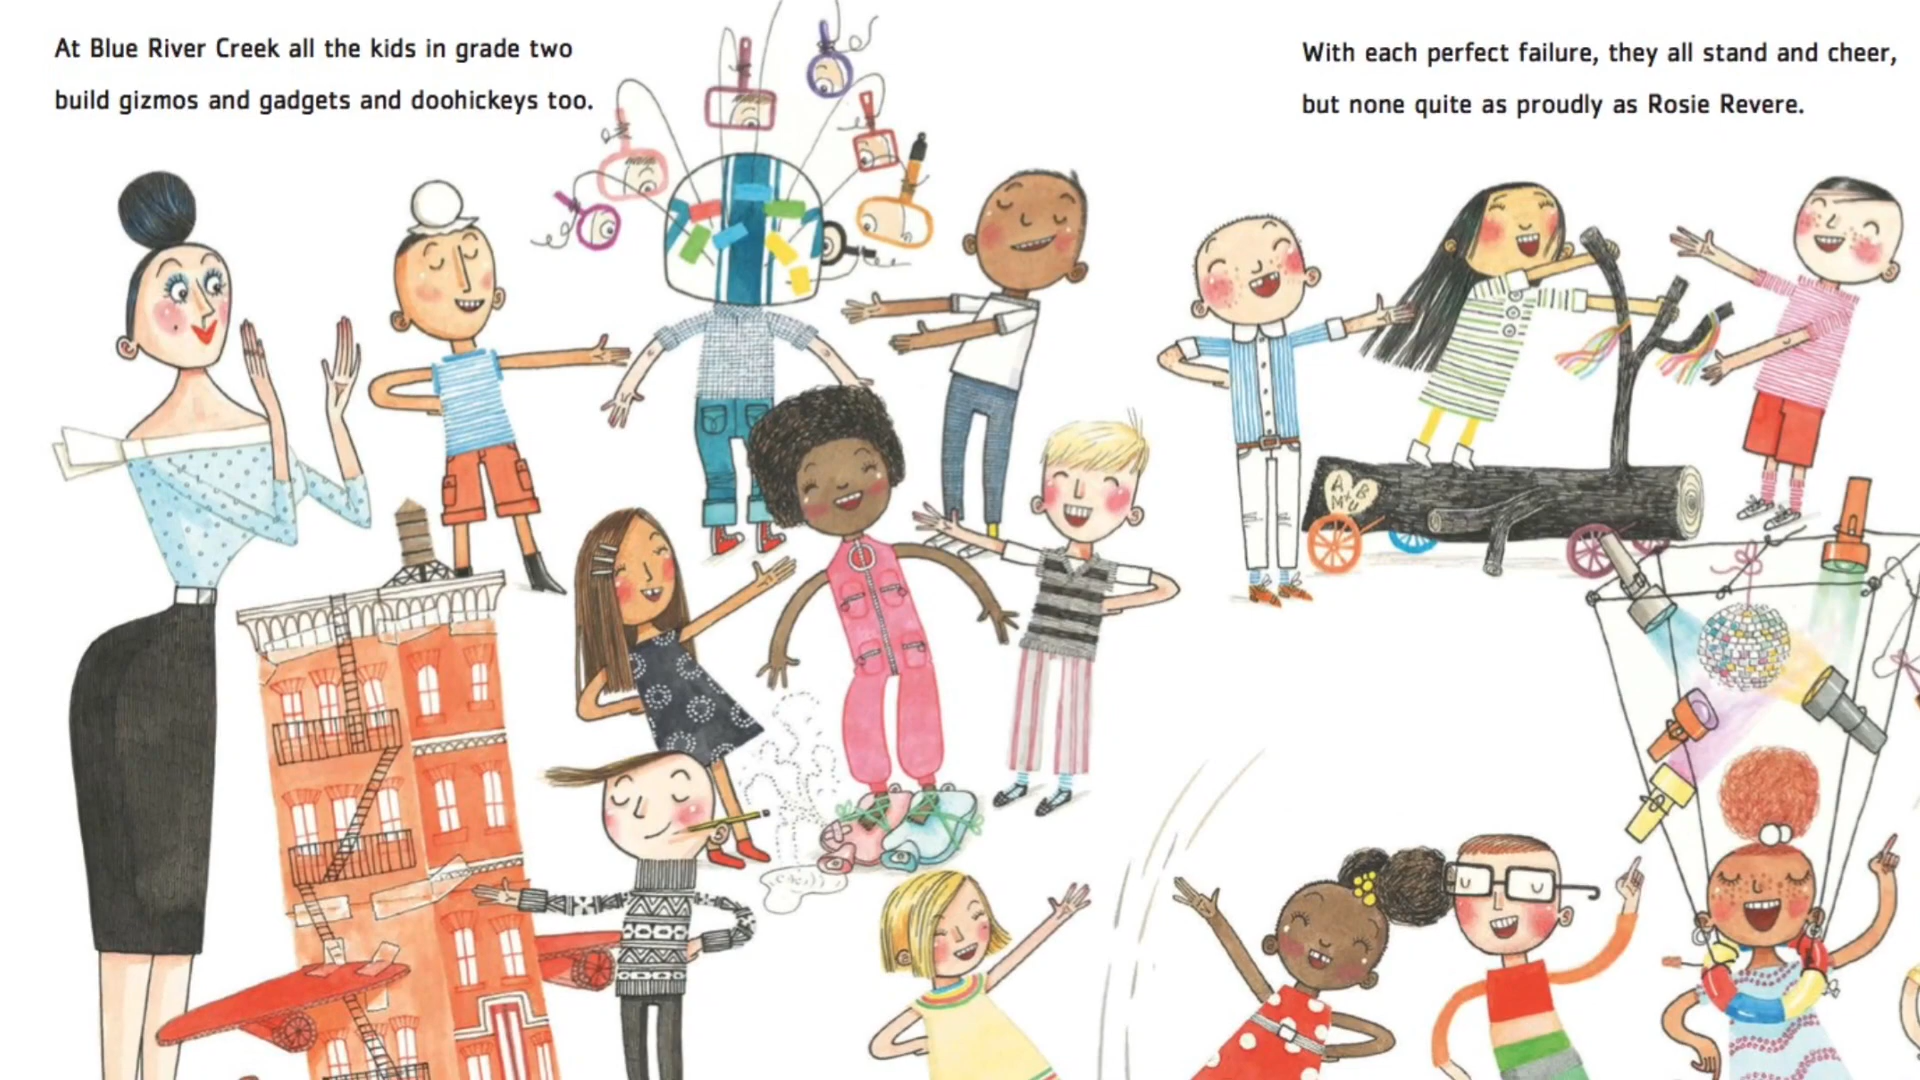 At Blue River Creek all the kids in grade two
build gizmos and gadgets and doohickeys too.
With each perfect failure, they all stand and cheer,
but none quite as proudly as Rosie Revere.
A + B
M U